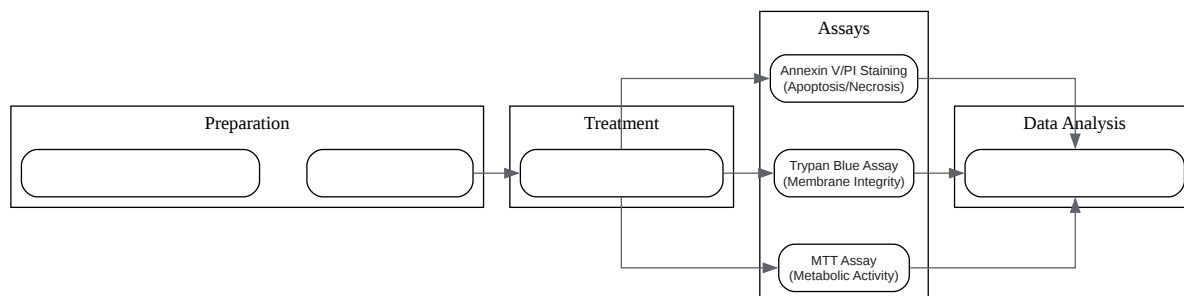 Assays
Annexin V/PI Staining
(Apoptosis/Necrosis)
Preparation
Treatment
Data Analysis
Trypan Blue Assay
(Membrane Integrity)
MTT Assay
(Metabolic Activity)